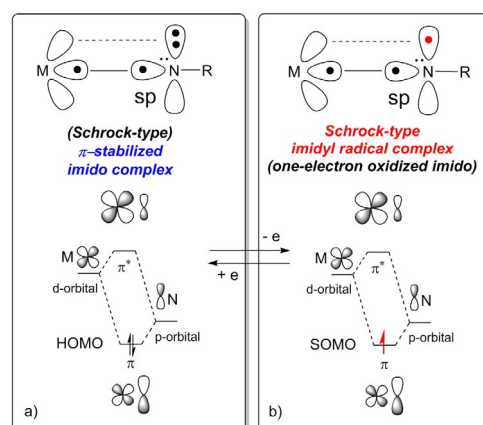 M
N
R
sp
(Schrock-type)
π–stabilized
imido complex
M
π*
d-orbital
N
p-orbital
HOMO
π
a)
- e
+ e
M
N
R
sp
Schrock-type
imidyl radical complex
(one-electron oxidized imido)
M
π*
d-orbital
N
p-orbital
SOMO
π
b)